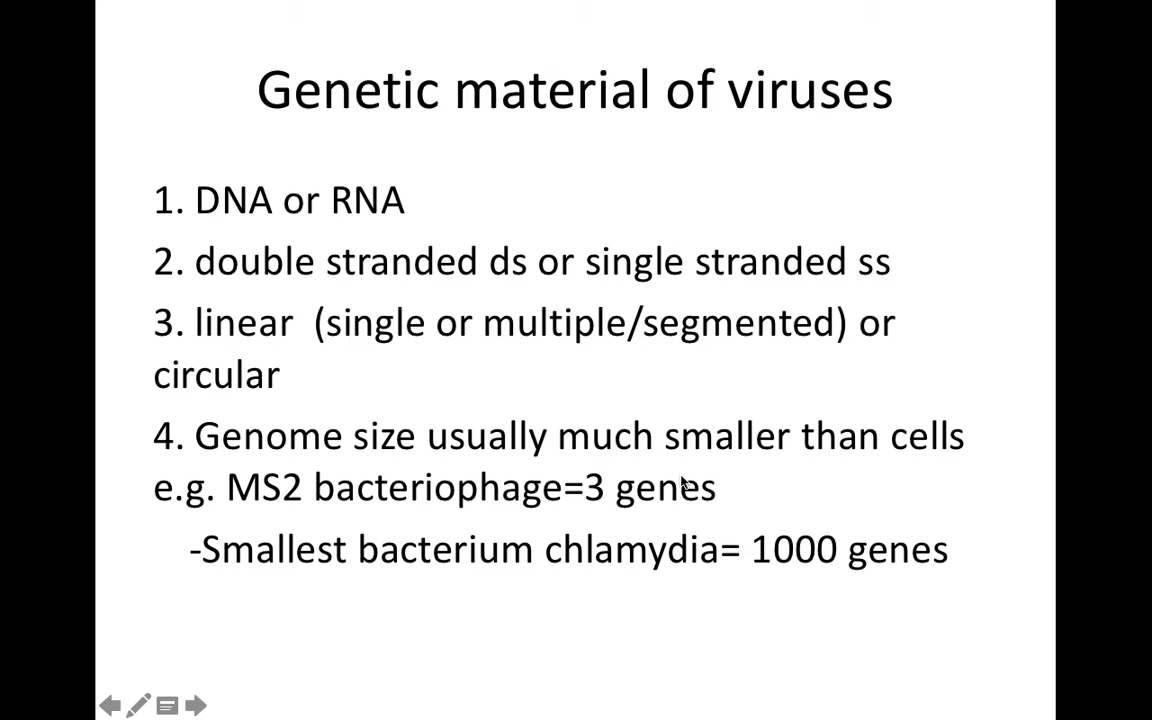 Genetic material of viruses
1. DNA or RNA
2. double stranded ds or single stranded ss
3. linear  (single or multiple/segmented) or
circular
4. Genome size usually much smaller than cells
e.g. MS2 bacteriophage=3 genes
-Smallest bacterium chlamydia= 1000 genes